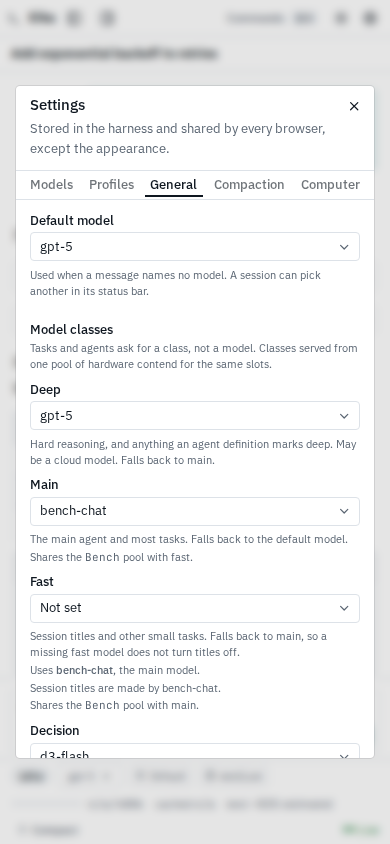 Settings
Stored in the harness and shared by every browser,
except the appearance.
Models Profiles General Compaction Computer
Default model
gpt-5
Used when a message names no model. A session can pick
another in its status bar.
Model classes
Tasks and agents ask for a class, not a model. Classes served from
one pool of hardware contend for the same slots.
Deep
gpt-5
Hard reasoning, and anything an agent definition marks deep. May
be a cloud model. Falls back to main.
Main
bench-chat
The main agent and most tasks. Falls back to the default model.
Shares the Bench pool with fast.
Fast
Not set
Session titles and other small tasks. Falls back to main, so a
missing fast model does not turn titles off.
Uses bench-chat, the main model.
Session titles are made by bench-chat.
Shares the Bench pool with main.
Decision
d3-flash